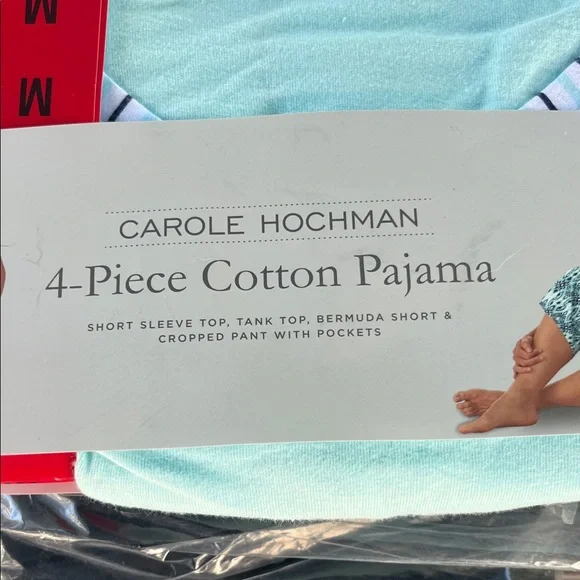 M
M
CAROLE HOCHMAN
4-Piece Cotton Pajama
SHORT SLEEVE TOP, TANK TOP, BERMUDA SHORT &
CROPPED PANT WITH POCKETS